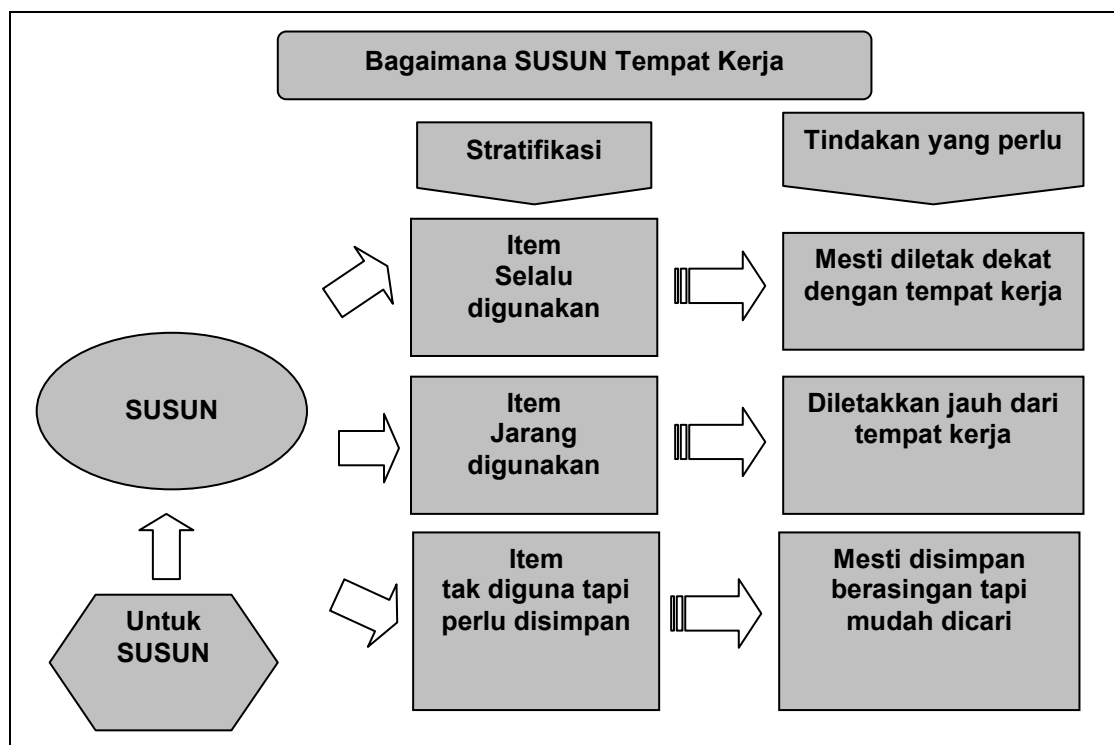 Bagaimana SUSUN Tempat Kerja
Stratifikasi
Tindakan yang perlu
Item
Selalu
digunakan
Mesti diletak dekat
dengan tempat kerja
SUSUN
Item
Jarang
digunakan
Diletakkan jauh dari
tempat kerja
Untuk
SUSUN
Item
tak diguna tapi
perlu disimpan
Mesti disimpan
berasingan tapi
mudah dicari